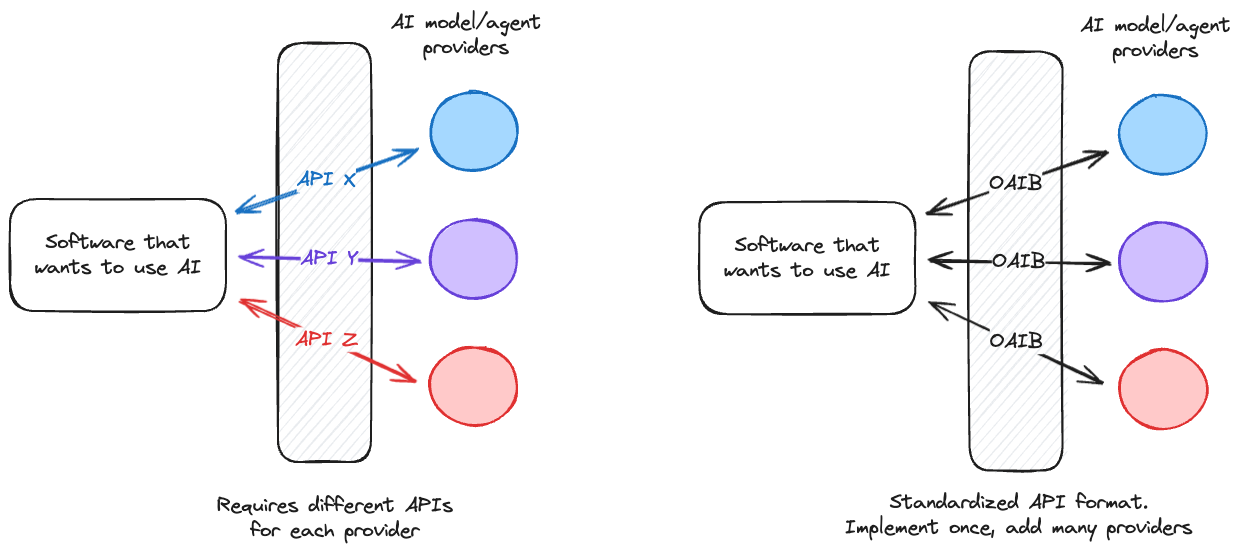 AI model/agent
providers
API X
Software that
wants to use AI
API Y
API Z
Requires different APIs
for each provider
AI model/agent
providers
OAIB
Software that
wants to use AI
OAIB
OAIB
Standardized API format.
Implement once, add many providers